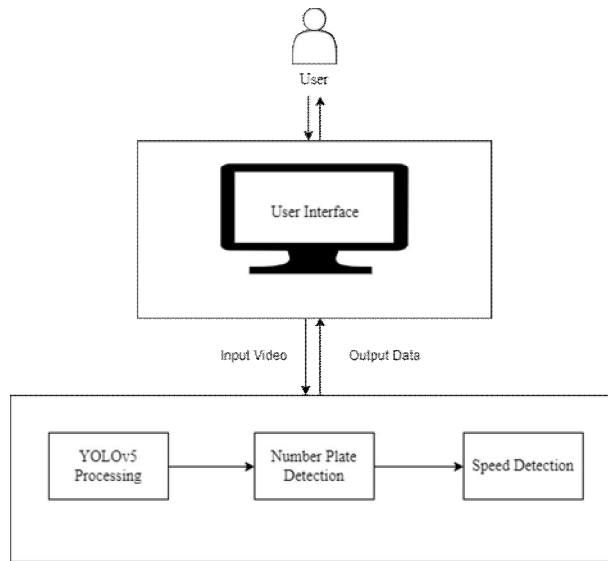 User
User Interface
Input Video
Output Data
YOLOv5
Processing
Number Plate
Detection
Speed Detection